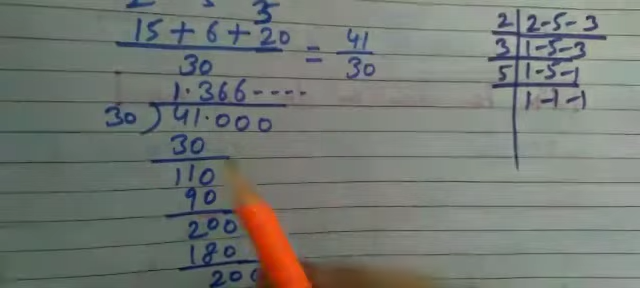 15 + 6 + 20 = 41
30 30
1.366----
30 ) 41.000
30
110
90
200
180
200
2 | 2-5-3
3 | 1-5-3
5 | 1-5-1
1-1-1